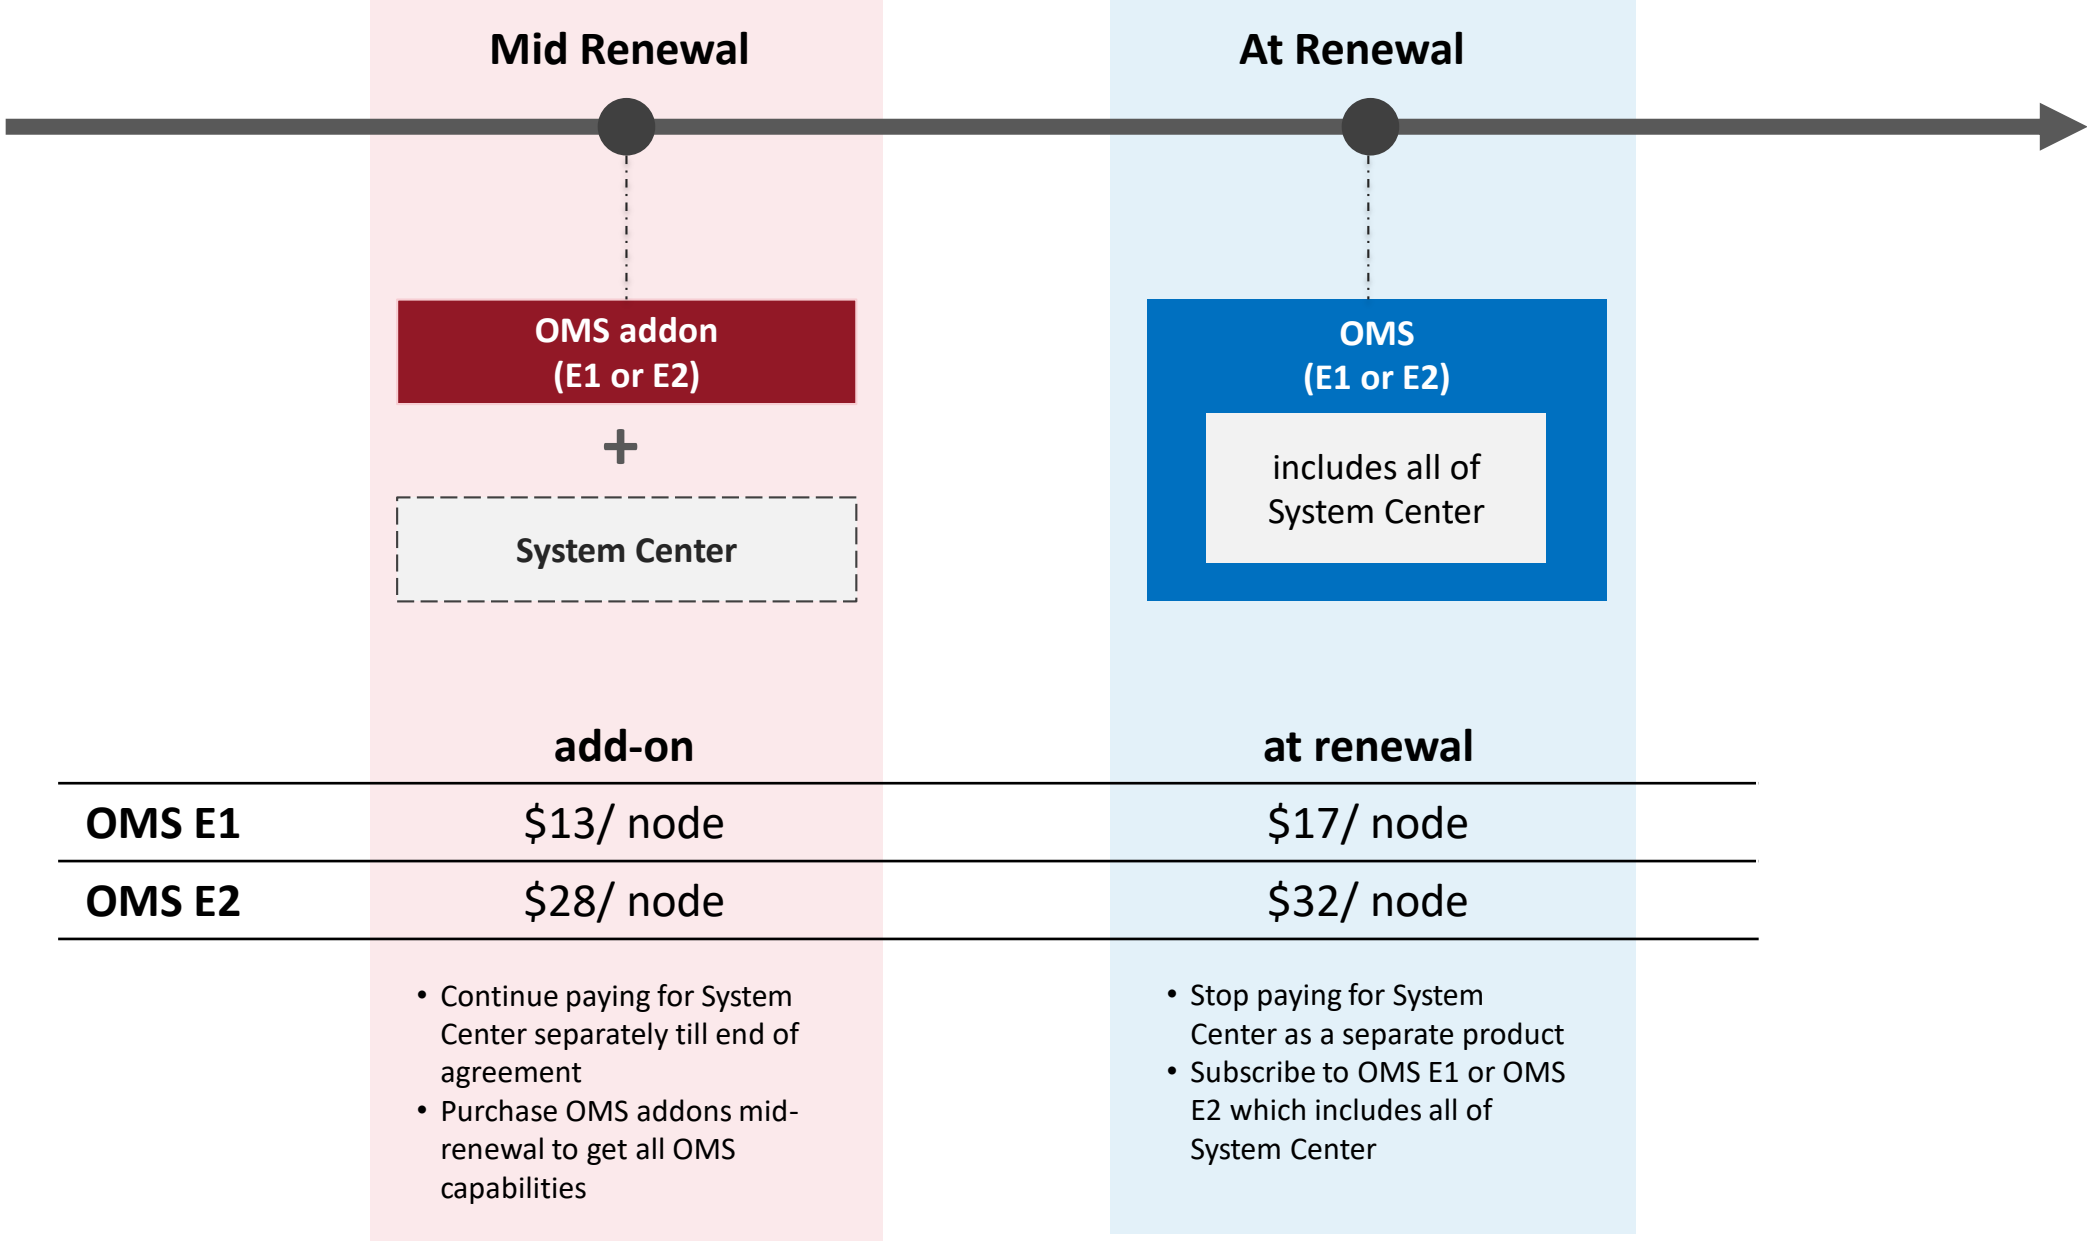 Mid Renewal
At Renewal
OMS addon
(E1 or E2)
+
System Center
OMS
(E1 or E2)
includes all of
System Center
add-on
at renewal
OMS E1
$13/ node
$17/ node
OMS E2
$28/ node
$32/ node
• Continue paying for System
Center separately till end of
agreement
• Purchase OMS addons mid-
renewal to get all OMS
capabilities
• Stop paying for System
Center as a separate product
• Subscribe to OMS E1 or OMS
E2 which includes all of
System Center